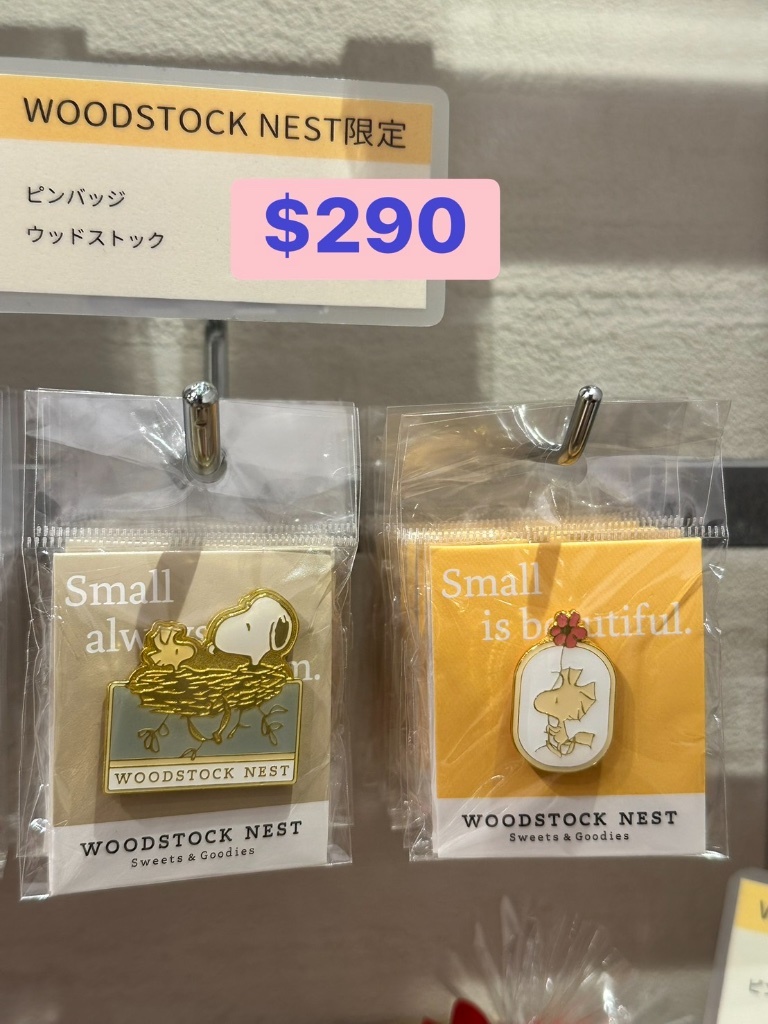 WOODSTOCK NEST限定
ピンバッジ
ウッドストック
$290
Small
always
m.
WOODSTOCK NEST
WOODSTOCK NEST
Sweets & Goodies
Small
is beautiful.
WOODSTOCK NEST
Sweets & Goodies